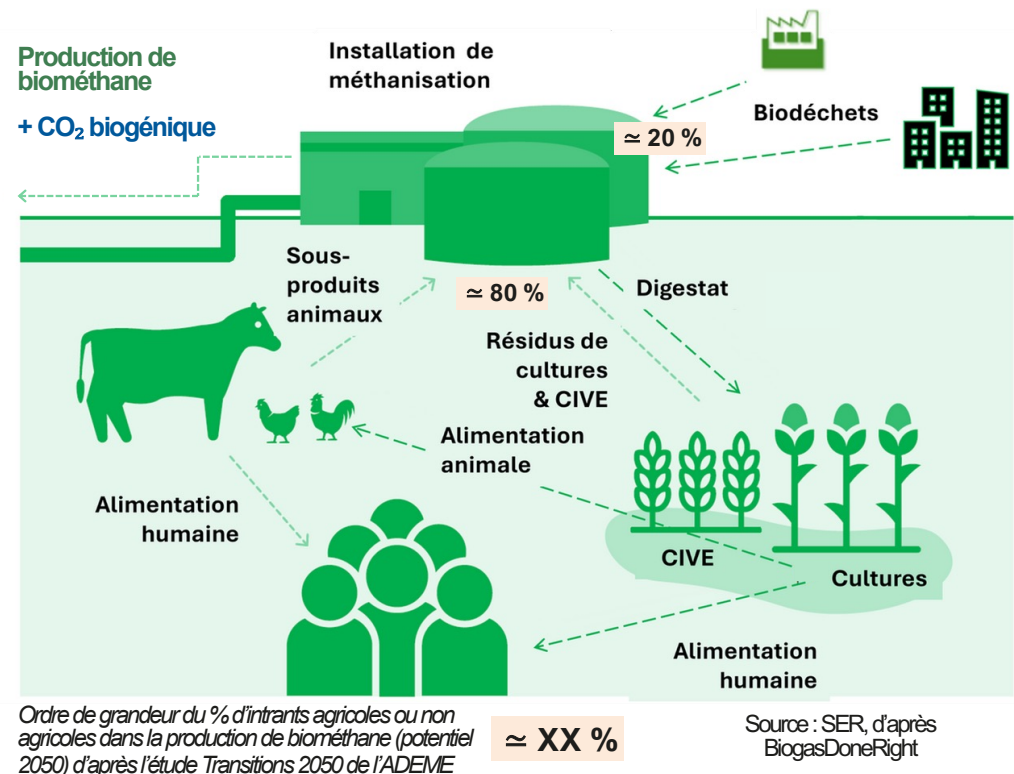 Production de
biométhane
+ CO₂ biogénique
Installation de
méthanisation
Biodéchets
≃ 20 %
Sous-
produits
animaux
≃ 80 %
Digestat
Résidus de
cultures
& CIVE
Alimentation
animale
Alimentation
humaine
CIVE
Cultures
Alimentation
humaine
Ordre de grandeur du % d'intrants agricoles ou non
agricoles dans la production de biométhane (potentiel
2050) d'après l'étude Transitions 2050 de l'ADEME
≃ XX %
Source : SER, d'après
BiogasDoneRight